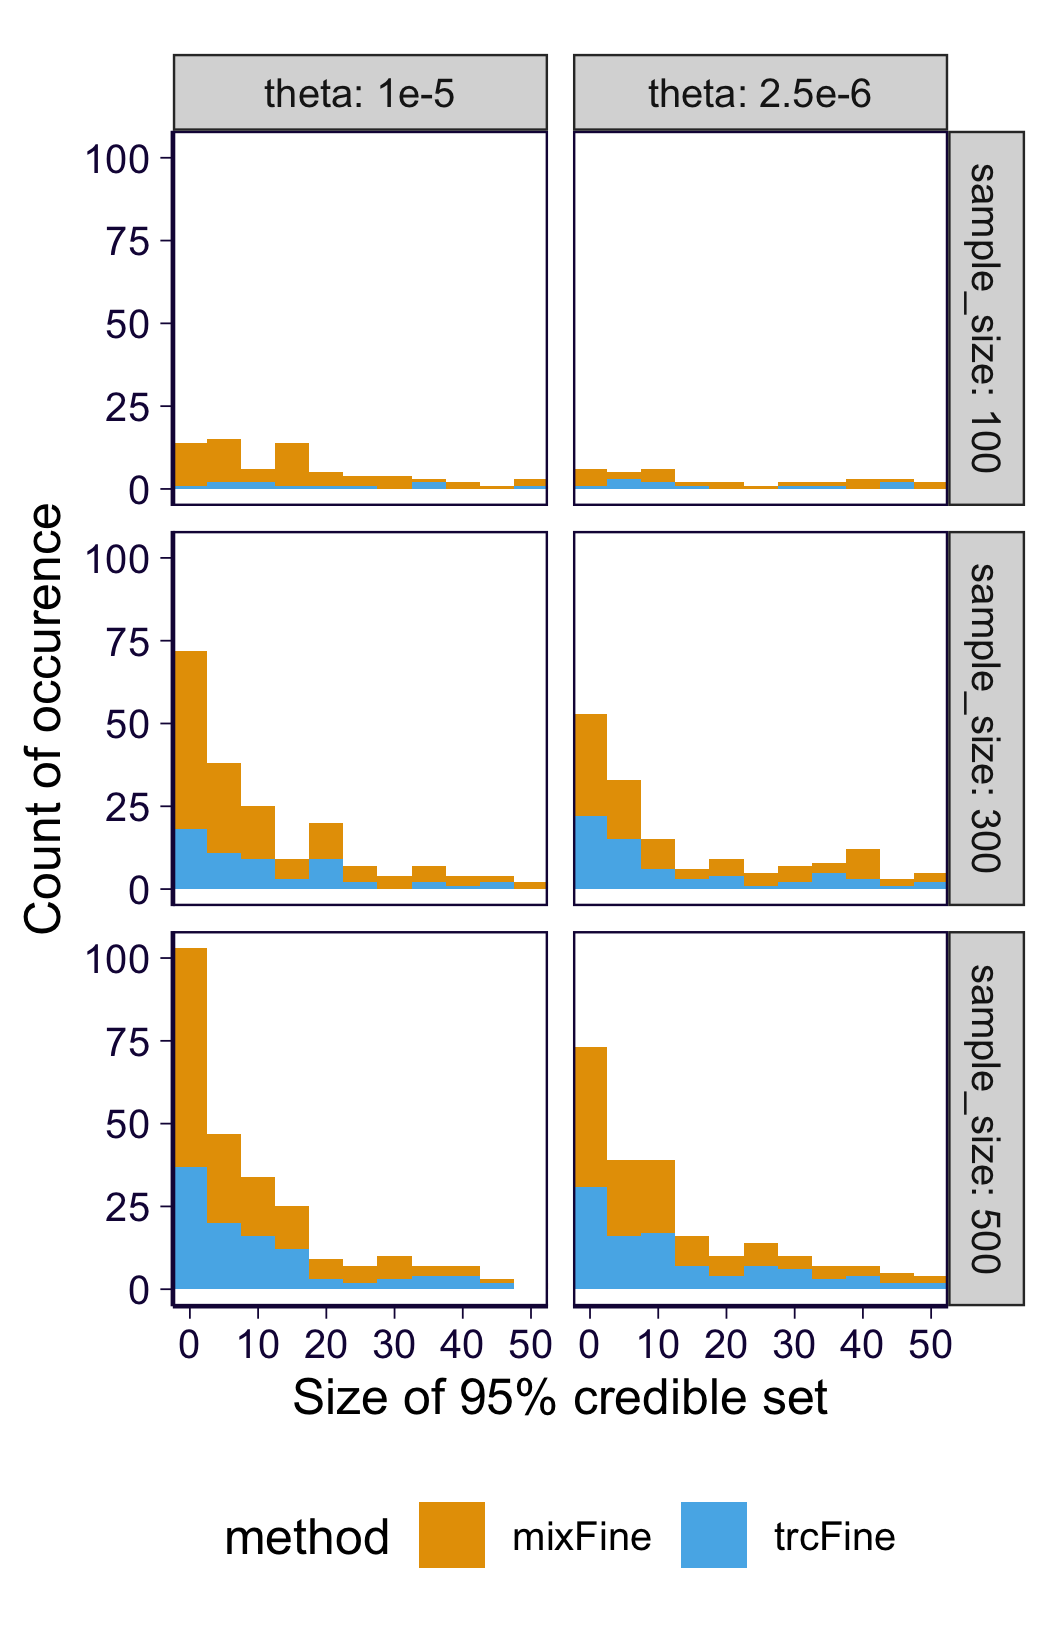 theta: 1e-5
theta: 2.5e-6
100
75
50
25
0
sample_size: 100
100
75
50
25
0
sample_size: 300
100
75
50
25
0
sample_size: 500
Count of occurence
0 10 20 30 40 50
0 10 20 30 40 50
Size of 95% credible set
method mixFine trcFine